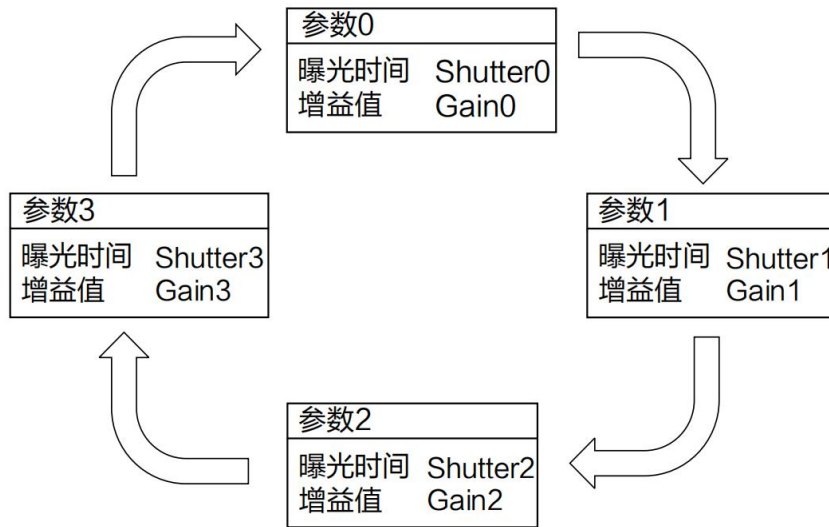 参数0
曝光时间 Shutter0
增益值 Gain0
参数3
曝光时间 Shutter3
增益值 Gain3
参数1
曝光时间 Shutter1
增益值 Gain1
参数2
曝光时间 Shutter2
增益值 Gain2